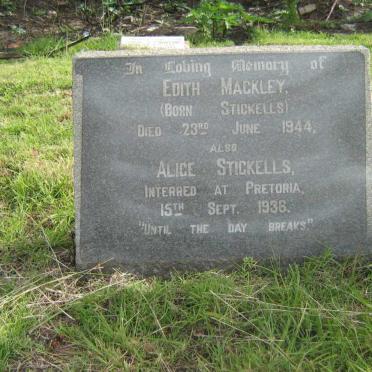 In Loving Memory of
EDITH MACKLEY,
(BORN STICKELLS)
DIED 23RD JUNE 1944,
ALSO
ALICE STICKELLS,
INTERRED AT PRETORIA,
15TH SEPT. 1936.
"UNTIL THE DAY BREAKS"